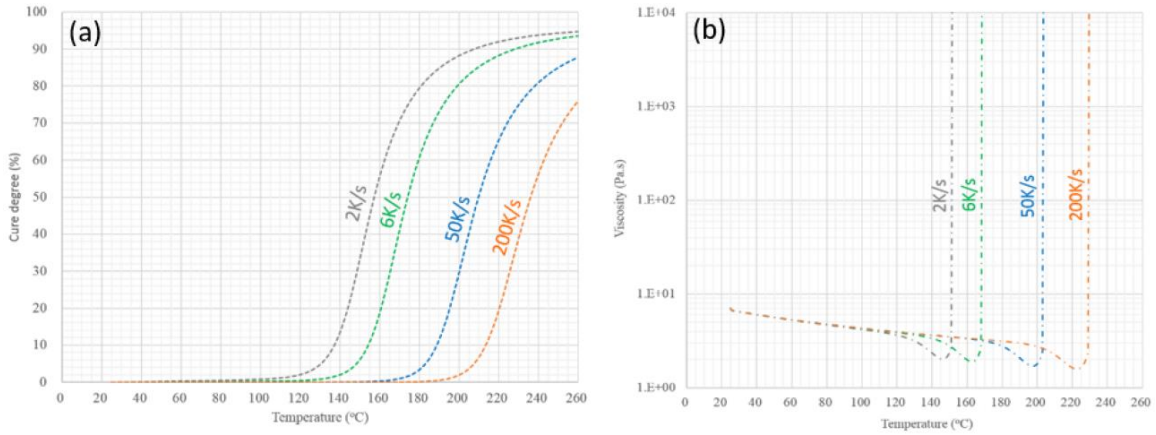 (a)
100
90
80
70
60
50
40
30
20
10
0
Cure degree (%)
2K/s
6K/s
50K/s
200K/s
0 20 40 60 80 100 120 140 160 180 200 220 240 260
Temperature (°C)
(b)
1.E+04
1.E+03
1.E+02
1.E+01
1.E+00
Viscosity (Pa.s)
2K/s
6K/s
50K/s
200K/s
0 20 40 60 80 100 120 140 160 180 200 220 240 260
Temperature (°C)